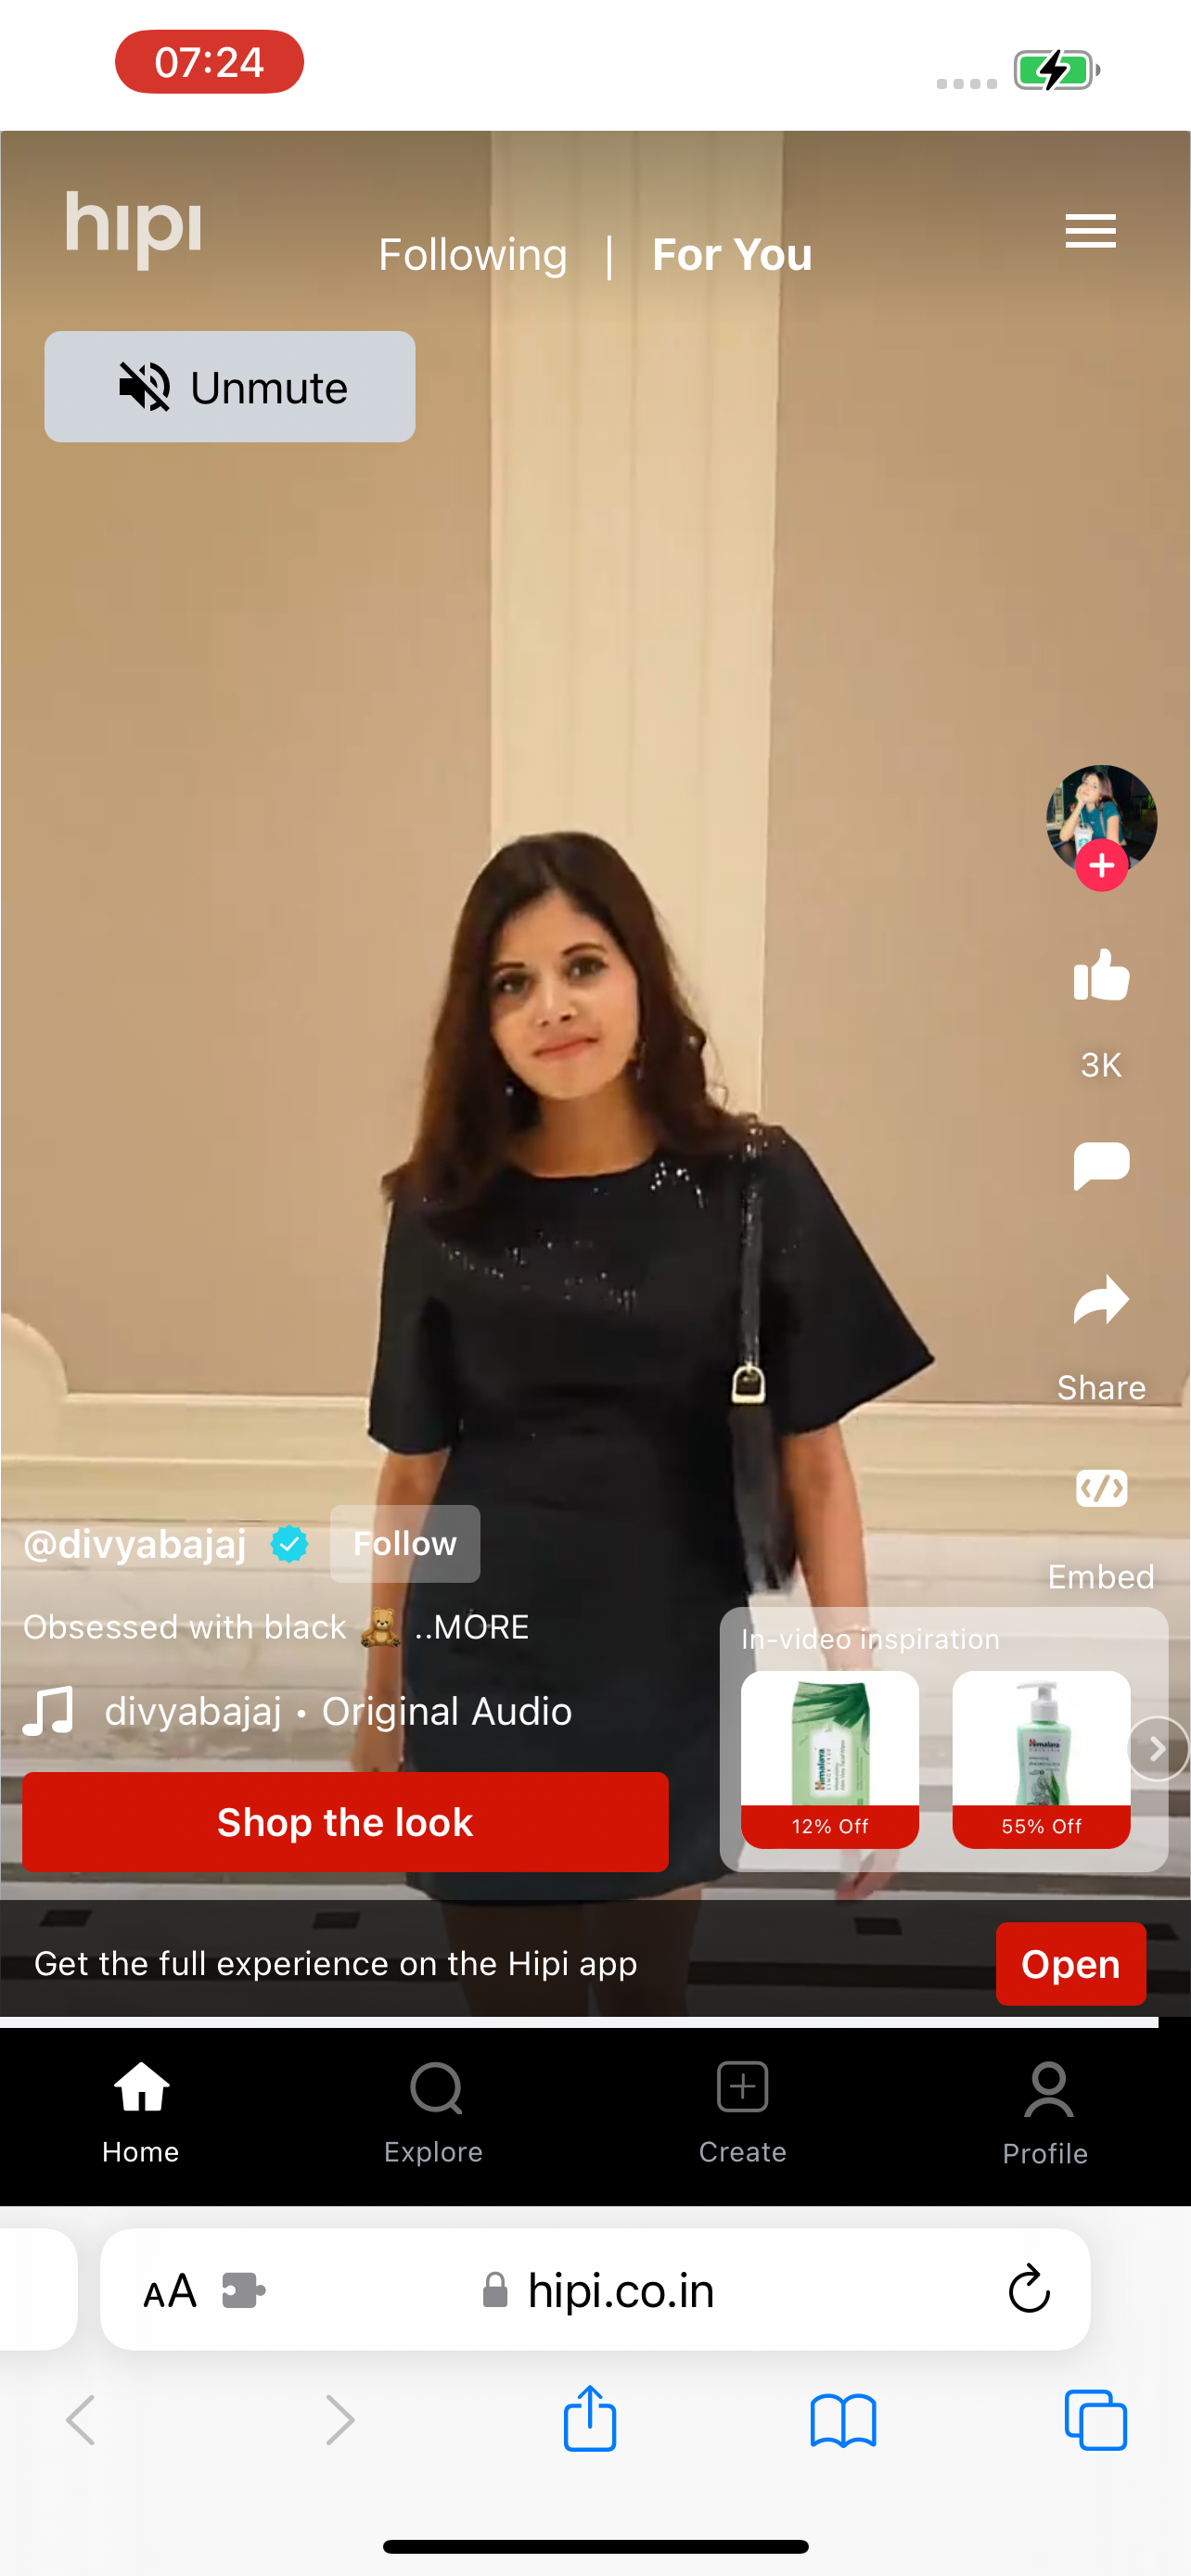 07:24
hipi
Following | For You
Unmute
3K
Share
Embed
@divyabajaj Follow
Obsessed with black 🧸 ..MORE
divyabajaj • Original Audio
Shop the look
In-video inspiration
Himalaya
Himalaya
12% Off
55% Off
Get the full experience on the Hipi app
Open
Home
Explore
Create
Profile
AA
hipi.co.in